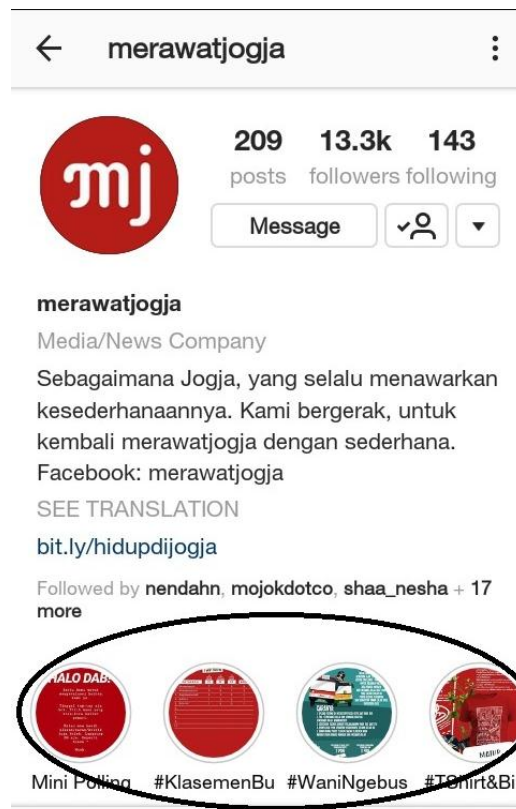 merawatjogja
mj
209 13.3k 143
posts followers following
Message
merawatjogja
Media/News Company
Sebagaimana Jogja, yang selalu menawarkan
kesederhanaannya. Kami bergerak, untuk
kembali merawatjogja dengan sederhana.
Facebook: merawatjogja
SEE TRANSLATION
bit.ly/hidupdijogja
Followed by nendahn, mojokdotco, shaa_nesha + 17
more
HALO DAB!
Mini Polling #KlasemenBu #WaniNgebus #TShirt&Bi